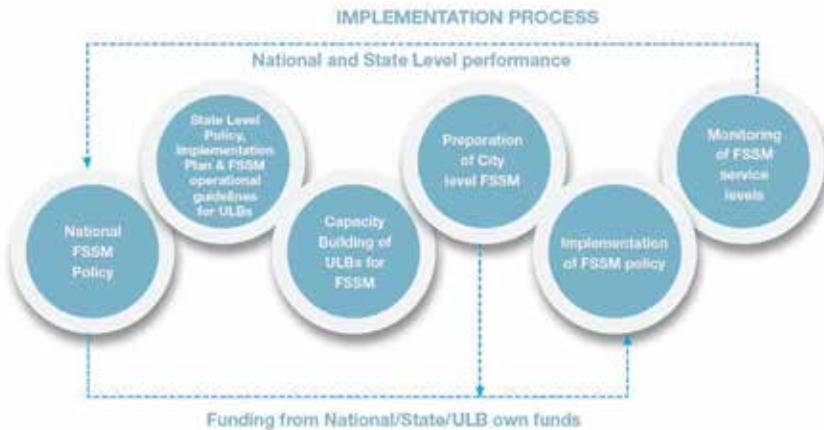 IMPLEMENTATION PROCESS
National and State Level performance
National
FSSM
Policy
State Level
Policy,
Implementation
Plan & FSSM
operational
guidelines
for ULBs
Capacity
Building of
ULBs for
FSSM
Preparation
of City
level FSSM
Implementation
of FSSM policy
Monitoring
of FSSM
service
levels
Funding from National/State/ULB own funds